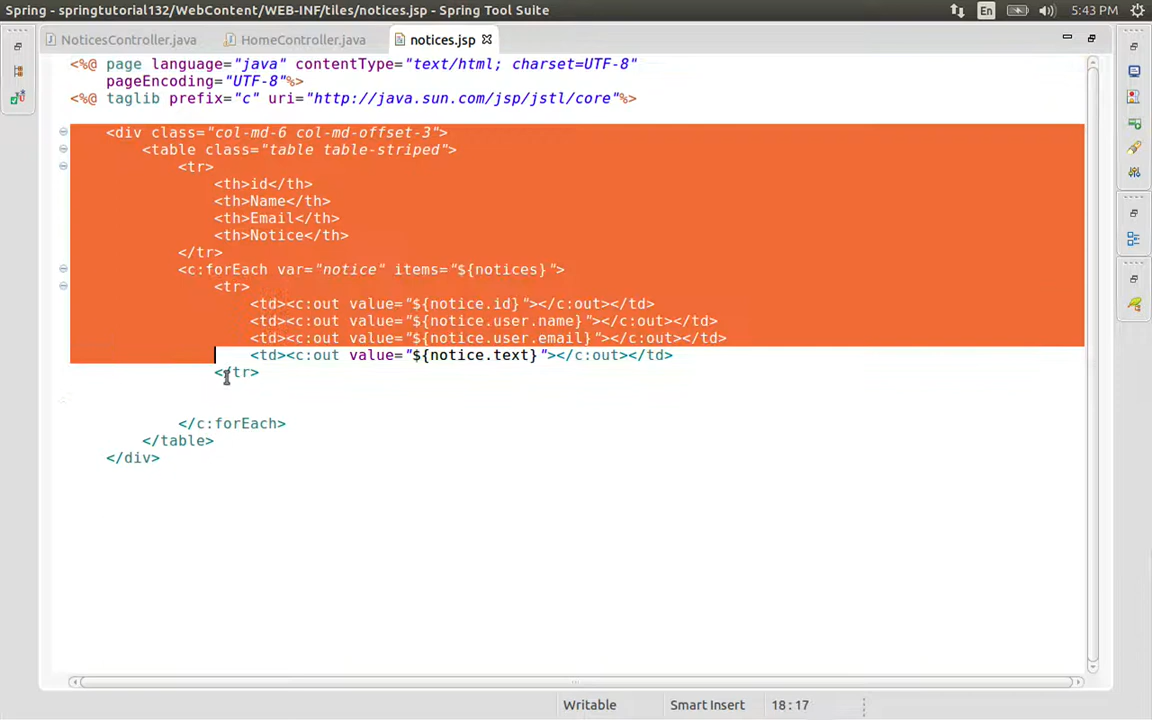 Spring - springtutorial132/WebContent/WEB-INF/tiles/notices.jsp - Spring Tool Suite
En
5:43 PM
NoticesController.java
HomeController.java
notices.jsp
<%@ page language="java" contentType="text/html; charset=UTF-8"
pageEncoding="UTF-8"%>
<%@ taglib prefix="c" uri="http://java.sun.com/jsp/jstl/core"%>
<div class="col-md-6 col-md-offset-3">
<table class="table table-striped">
<tr>
<th>id</th>
<th>Name</th>
<th>Email</th>
<th>Notice</th>
</tr>
<c:forEach var="notice" items="${notices}">
<tr>
<td><c:out value="${notice.id}"></c:out></td>
<td><c:out value="${notice.user.name}"></c:out></td>
<td><c:out value="${notice.user.email}"></c:out></td>
<td><c:out value="${notice.text}"></c:out></td>
</tr>
</c:forEach>
</table>
</div>
Writable
Smart Insert
18 : 17